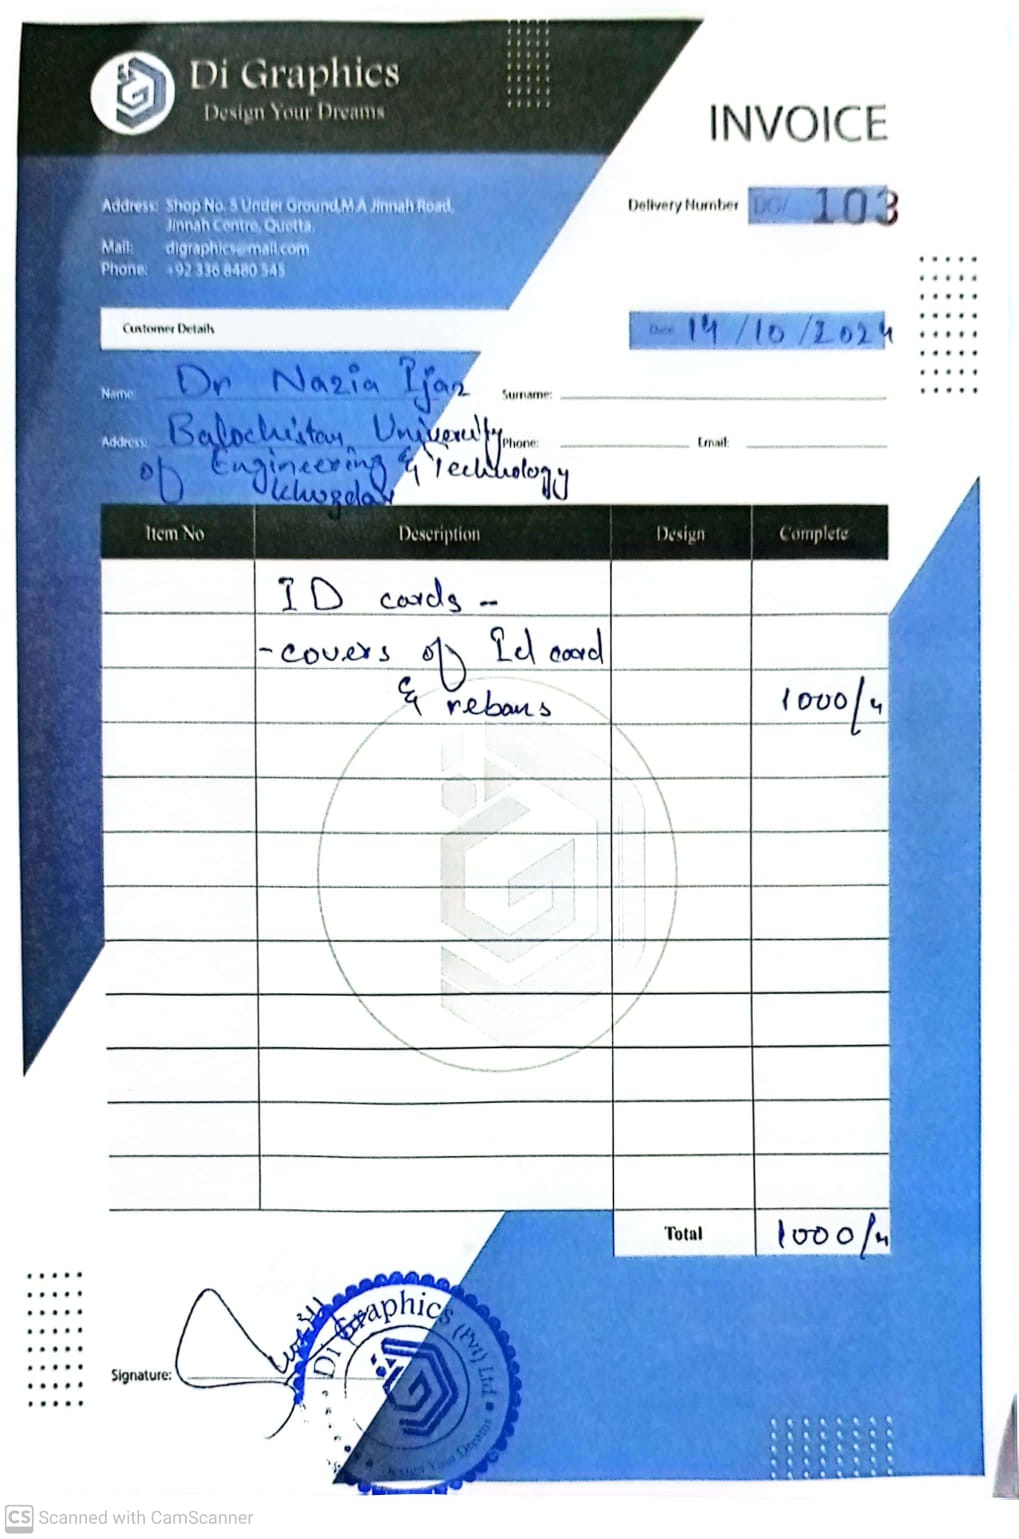 Di Graphics
Design Your Dreams
INVOICE
Address: Shop No. 5 Under Ground,M.A Jinnah Road,
Jinnah Centre, Quetta.
Mail: digraphics@mail.com
Phone: +92 336 8480 545
Delivery Number DG/ 103
Customer Details
Date 14/10/2024
Name: Dr Nazia Ijaz
Surname:
Address: Balochistan University
of Engineering & Technology
Khuzdar
Phone:
Email:
Item No Description Design Complete
ID cards -
- covers of Id card
& rebans 1000/
Total 1000/
Signature:
Di Graphics (Pvt) Ltd.
Design Your Dreams
CS Scanned with CamScanner